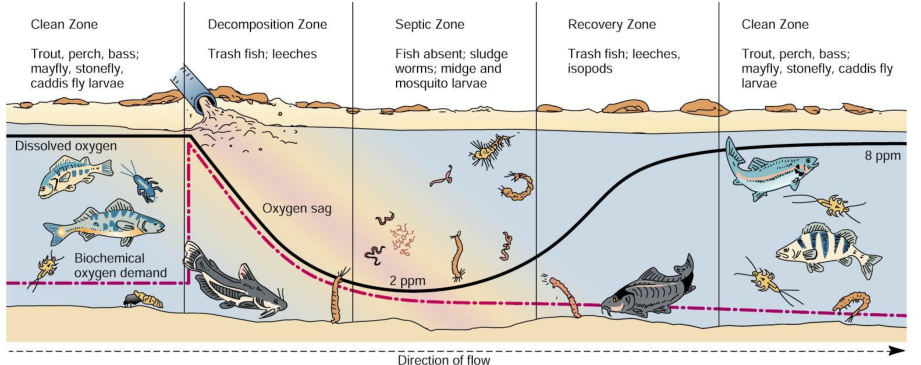 Clean Zone
Trout, perch, bass;
mayfly, stonefly,
caddis fly larvae
Decomposition Zone
Trash fish; leeches
Septic Zone
Fish absent; sludge
worms; midge and
mosquito larvae
Recovery Zone
Trash fish; leeches,
isopods
Clean Zone
Trout, perch, bass;
mayfly, stonefly, caddis fly
larvae
Dissolved oxygen
8 ppm
Oxygen sag
Biochemical
oxygen demand
2 ppm
Direction of flow